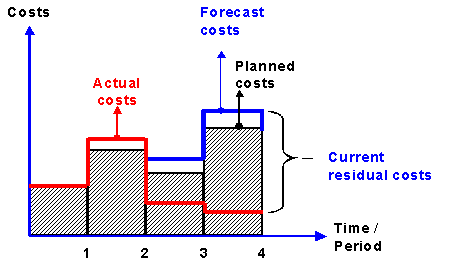 Costs
Forecast
costs
Planned
costs
Actual
costs
Current
residual costs
Time /
Period
1 2 3 4